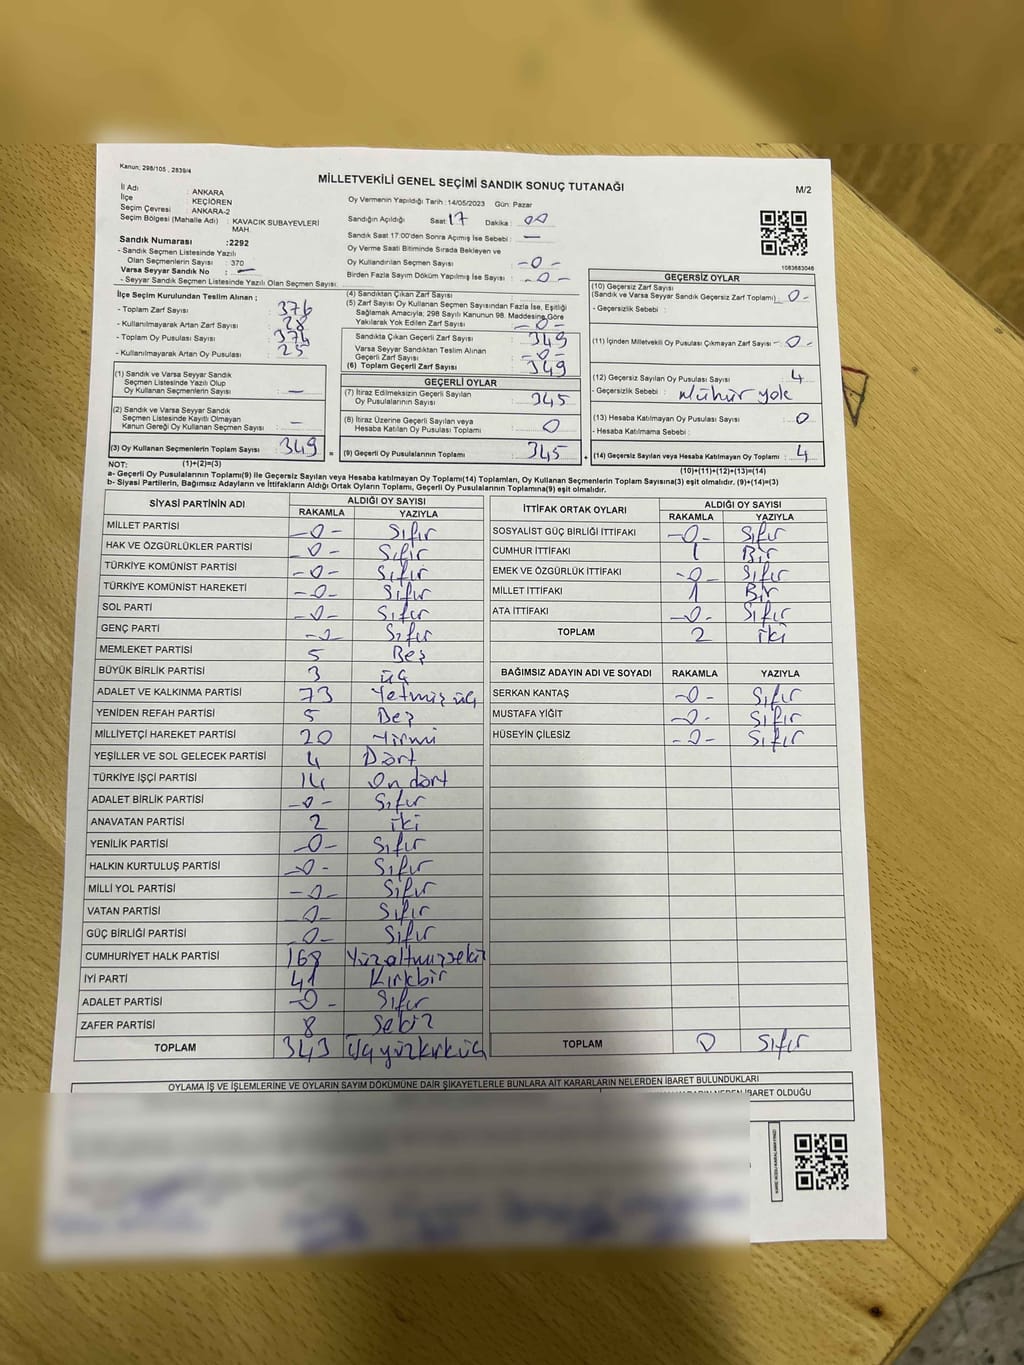 Kanun; 298/105 , 2839/4
MİLLETVEKİLİ GENEL SEÇİMİ SANDIK SONUÇ TUTANAĞI
M/2
İl Adı : ANKARA
İlçe : KEÇİÖREN
Seçim Çevresi : ANKARA-2
Seçim Bölgesi (Mahalle Adı) : KAVACIK SUBAYEVLERİ
MAH.
Sandık Numarası :2292
- Sandık Seçmen Listesinde Yazılı
Olan Seçmenlerin Sayısı : 370
Varsa Seyyar Sandık No : —
- Seyyar Sandık Seçmen Listesinde Yazılı Olan Seçmen Sayısı:
Oy Vermenin Yapıldığı Tarih : 14/05/2023 Gün: Pazar
Sandığın Açıldığı Saat: 17 Dakika : 00
Sandık Saat 17:00'den Sonra Açımış İse Sebebi : —
Oy Verme Saati Bitiminde Sırada Bekleyen ve
Oy Kullandırılan Seçmen Sayısı : -0-
Birden Fazla Sayım Döküm Yapılmış İse Sayısı : -0-
1083683046
İlçe Seçim Kurulundan Teslim Alınan ;
- Toplam Zarf Sayısı : 376
- Kullanılmayarak Artan Zarf Sayısı : 28
- Toplam Oy Pusulası : 376
- Kullanılmayarak Artan Oy Pusulası : 25
(1) Sandık ve Varsa Seyyar Sandık
Seçmen Listesinde Yazılı Olup
Oy Kullanan Seçmenlerin Sayısı : —
(2) Sandık ve Varsa Seyyar Sandık
Seçmen Listesinde Kayıtlı Olmayan
Kanun Gereği Oy Kullanan Seçmen Sayısı : —
(3) Oy Kullanan Seçmenlerin Toplam Sayısı : 349
(1)+(2)=(3)
(4) Sandıktan Çıkan Zarf Sayısı :
(5) Zarf Sayısı Oy Kullanan Seçmen Sayısından Fazla İse, Eşitliği
Sağlamak Amacıyla; 298 Sayılı Kanunun 98. Maddesine Göre
Yakılarak Yok Edilen Zarf Sayısı : -0-
Sandıkta Çıkan Geçerli Zarf Sayısı : 349
Varsa Seyyar Sandıktan Teslim Alınan
Geçerli Zarf Sayısı : -0-
(6) Toplam Geçerli Zarf Sayısı : 349
GEÇERLİ OYLAR
(7) İtiraz Edilmeksizin Geçerli Sayılan
Oy Pusulalarının Sayısı : 345
(8) İtiraz Üzerine Geçerli Sayılan veya
Hesaba Katılan Oy Pusulası Toplamı : 0
= (9) Geçerli Oy Pusulalarının Toplamı : 345
GEÇERSİZ OYLAR
(10) Geçersiz Zarf Sayısı
(Sandık ve Varsa Seyyar Sandık Geçersiz Zarf Toplamı) : 0-
- Geçersizlik Sebebi :
(11) İçinden Milletvekili Oy Pusulası Çıkmayan Zarf Sayısı - 0-
(12) Geçersiz Sayılan Oy Pusulası Sayısı : 4
- Geçersizlik Sebebi : Mühür yok
(13) Hesaba Katılmayan Oy Pusulası Sayısı : 0
- Hesaba Katılmama Sebebi :
+ (14) Geçersiz Sayılan veya Hesaba Katılmayan Oy Toplamı : 4
(10)+(11)+(12)+(13)=(14)
NOT:
a- Geçerli Oy Pusulalarının Toplamı(9) ile Geçersiz Sayılan veya Hesaba Katılmayan Oy Toplamı(14) Toplamları, Oy Kullanan Seçmenlerin Toplam Sayısına(3) eşit olmalıdır. (9)+(14)=(3)
b- Siyasi Partilerin, Bağımsız Adayların ve İttifakların Aldığı Ortak Oyların Toplamı, Geçerli Oy Pusulalarının Toplamına(9) eşit olmalıdır.
SİYASİ PARTİNİN ADI ALDIĞI OY SAYISI
RAKAMLA YAZIYLA
MİLLET PARTİSİ -0- Sıfır
HAK VE ÖZGÜRLÜKLER PARTİSİ -0- Sıfır
TÜRKİYE KOMÜNİST PARTİSİ -0- Sıfır
TÜRKİYE KOMÜNİST HAREKETİ -0- Sıfır
SOL PARTİ -0- Sıfır
GENÇ PARTİ -0- Sıfır
MEMLEKET PARTİSİ 5 Beş
BÜYÜK BİRLİK PARTİSİ 3 üç
ADALET VE KALKINMA PARTİSİ 73 Yetmiş üç
YENİDEN REFAH PARTİSİ 5 Beş
MİLLİYETÇİ HAREKET PARTİSİ 20 Yirmi
YEŞİLLER VE SOL GELECEK PARTİSİ 4 Dört
TÜRKİYE İŞÇİ PARTİSİ 14 On dört
ADALET BİRLİK PARTİSİ -0- Sıfır
ANAVATAN PARTİSİ 2 iki
YENİLİK PARTİSİ -0- Sıfır
HALKIN KURTULUŞ PARTİSİ -0- Sıfır
MİLLİ YOL PARTİSİ -0- Sıfır
VATAN PARTİSİ -0- Sıfır
GÜÇ BİRLİĞİ PARTİSİ -0- Sıfır
CUMHURİYET HALK PARTİSİ 168 Yüzaltmışsekiz
İYİ PARTİ 41 Kırkbir
ADALET PARTİSİ -0- Sıfır
ZAFER PARTİSİ 8 Sekiz
TOPLAM 343 Üçyüzkırküç
İTTİFAK ORTAK OYLARI ALDIĞI OY SAYISI
RAKAMLA YAZIYLA
SOSYALİST GÜÇ BİRLİĞİ İTTİFAKI -0- Sıfır
CUMHUR İTTİFAKI 1 Bir
EMEK VE ÖZGÜRLÜK İTTİFAKI -0- Sıfır
MİLLET İTTİFAKI 1 Bir
ATA İTTİFAKI -0- Sıfır
TOPLAM 2 iki
BAĞIMSIZ ADAYIN ADI VE SOYADI RAKAMLA YAZIYLA
SERKAN KANTAŞ -0- Sıfır
MUSTAFA YİĞİT -0- Sıfır
HÜSEYİN ÇİLESİZ -0- Sıfır
TOPLAM 0 Sıfır
OYLAMA İŞ VE İŞLEMLERİNE VE OYLARIN SAYIM DÖKÜMÜNE DAİR ŞİKAYETLERLE BUNLARA AİT KARARLARIN NELERDEN İBARET BULUNDUKLARI
İBARET OLDUĞU